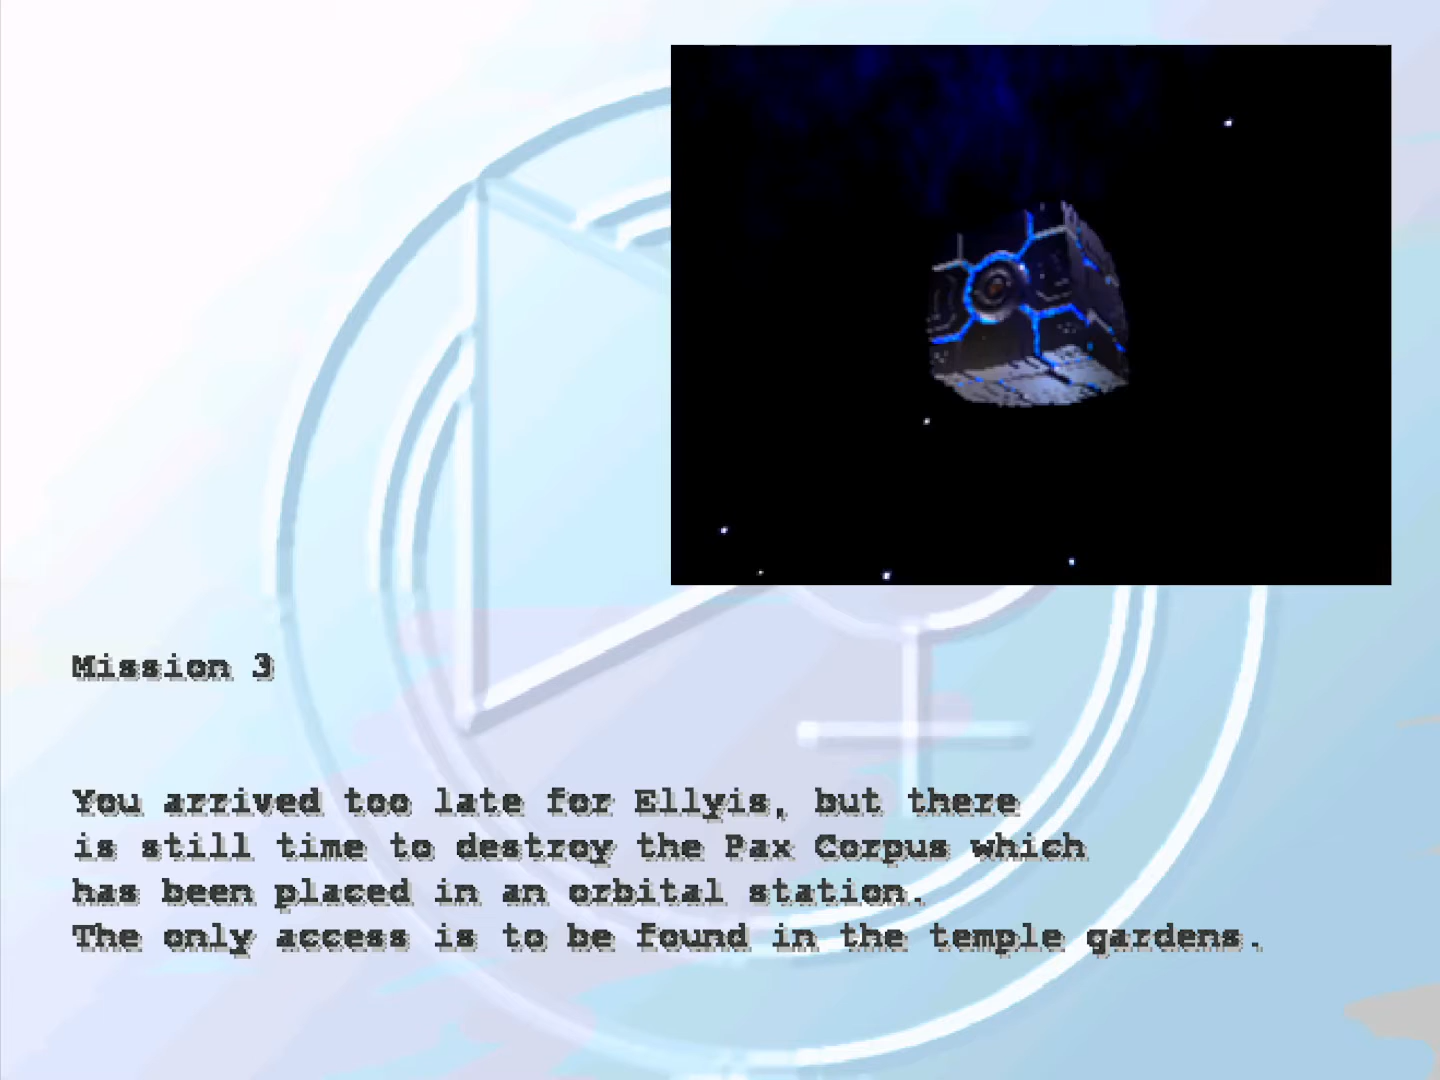 Mission 3
You arrived too late for Ellyis, but there
is still time to destroy the Pax Corpus which
has been placed in an orbital station.
The only access is to be found in the temple gardens.